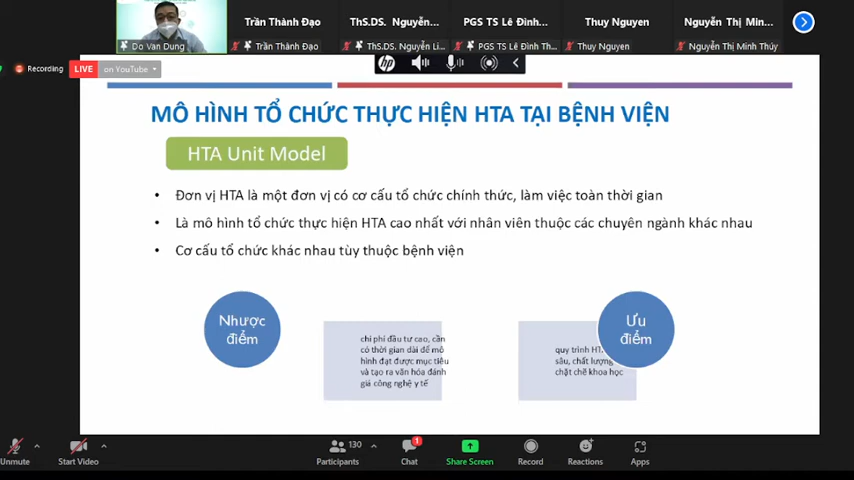 Trần Thành Đạo
ThS.DS. Nguyễn...
PGS TS Lê Đình...
Thuy Nguyen
Nguyễn Thị Min...
Do Van Dung
Trần Thành Đạo
ThS.DS. Nguyễn Li...
PGS TS Lê Đình Th...
Thuy Nguyen
Nguyễn Thị Minh Thúy
Recording
LIVE
on YouTube
hp
MÔ HÌNH TỔ CHỨC THỰC HIỆN HTA TẠI BỆNH VIỆN
HTA Unit Model
• Đơn vị HTA là một đơn vị có cơ cấu tổ chức chính thức, làm việc toàn thời gian
• Là mô hình tổ chức thực hiện HTA cao nhất với nhân viên thuộc các chuyên ngành khác nhau
• Cơ cấu tổ chức khác nhau tùy thuộc bệnh viện
Nhược
điểm
chi phí đầu tư cao, cần
có thời gian dài để mô
hình đạt được mục tiêu
và tạo ra văn hóa đánh
giá công nghệ y tế
Ưu
điểm
quy trình
sâu, chất lượng
chặt chẽ khoa học
Unmute
Start Video
130
Participants
1
Chat
Share Screen
Record
Reactions
Apps